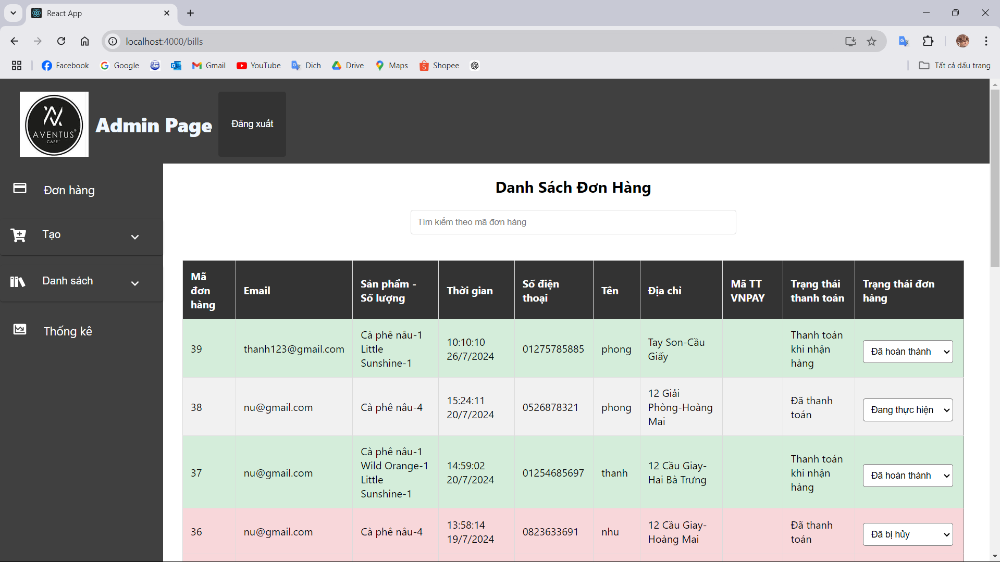 React App
localhost:4000/bills
Facebook
Google
Gmail
YouTube
Dịch
Drive
Maps
Shopee
Tất cả dấu trang
AVENTUS
CAFE
Admin Page
Đăng xuất
Đơn hàng
Tạo
Danh sách
Thống kê
Danh Sách Đơn Hàng
Tìm kiếm theo mã đơn hàng
Mã đơn hàng
Email
Sản phẩm - Số lượng
Thời gian
Số điện thoại
Tên
Địa chỉ
Mã TT VNPAY
Trạng thái thanh toán
Trạng thái đơn hàng
39
thanh123@gmail.com
Cà phê nâu-1
Little Sunshine-1
10:10:10
26/7/2024
01275785885
phong
Tay Son-Cầu Giấy
Thanh toán khi nhận hàng
Đã hoàn thành
38
nu@gmail.com
Cà phê nâu-4
15:24:11
20/7/2024
0526878321
phong
12 Giải Phòng-Hoàng Mai
Đã thanh toán
Đang thực hiện
37
nu@gmail.com
Cà phê nâu-1
Wild Orange-1
Little Sunshine-1
14:59:02
20/7/2024
01254685697
thanh
12 Cầu Giay-Hai Bà Trưng
Thanh toán khi nhận hàng
Đã hoàn thành
36
nu@gmail.com
Cà phê nâu-4
13:58:14
19/7/2024
0823633691
nhu
12 Cầu Giay-Hoàng Mai
Đã thanh toán
Đã bị hủy